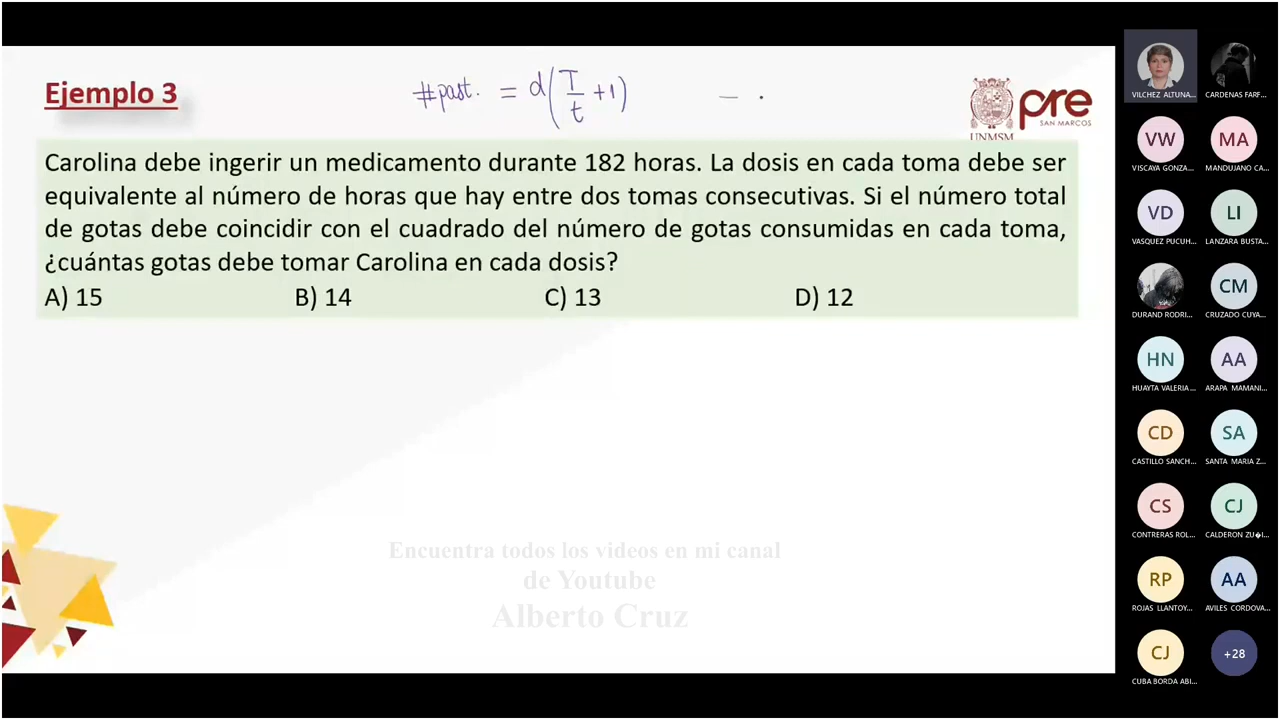 Ejemplo 3
#past. = d(T/t +1)
pre
SAN MARCOS
UNMSM
Carolina debe ingerir un medicamento durante 182 horas. La dosis en cada toma debe ser
equivalente al número de horas que hay entre dos tomas consecutivas. Si el número total
de gotas debe coincidir con el cuadrado del número de gotas consumidas en cada toma,
¿cuántas gotas debe tomar Carolina en cada dosis?
A) 15 B) 14 C) 13 D) 12
Encuentra todos los videos en mi canal
de Youtube
Alberto Cruz
VILCHEZ ALTUNA... CARDENAS FARF...
VW MA
VISCAYA GONZA... MANDUJANO CA...
VD LI
VASQUEZ PUCUH... LANZARA BUSTA...
CM
DURAND RODRI... CRUZADO CUYA...
HN AA
HUAYTA VALERIA... ARAPA MAMANI...
CD SA
CASTILLO SANCH... SANTA MARIA Z...
CS CJ
CONTRERAS ROL... CALDERON ZU�I...
RP AA
ROJAS LLANTOY... AVILES CORDOVA...
CJ +28
CUBA BORDA ABI...